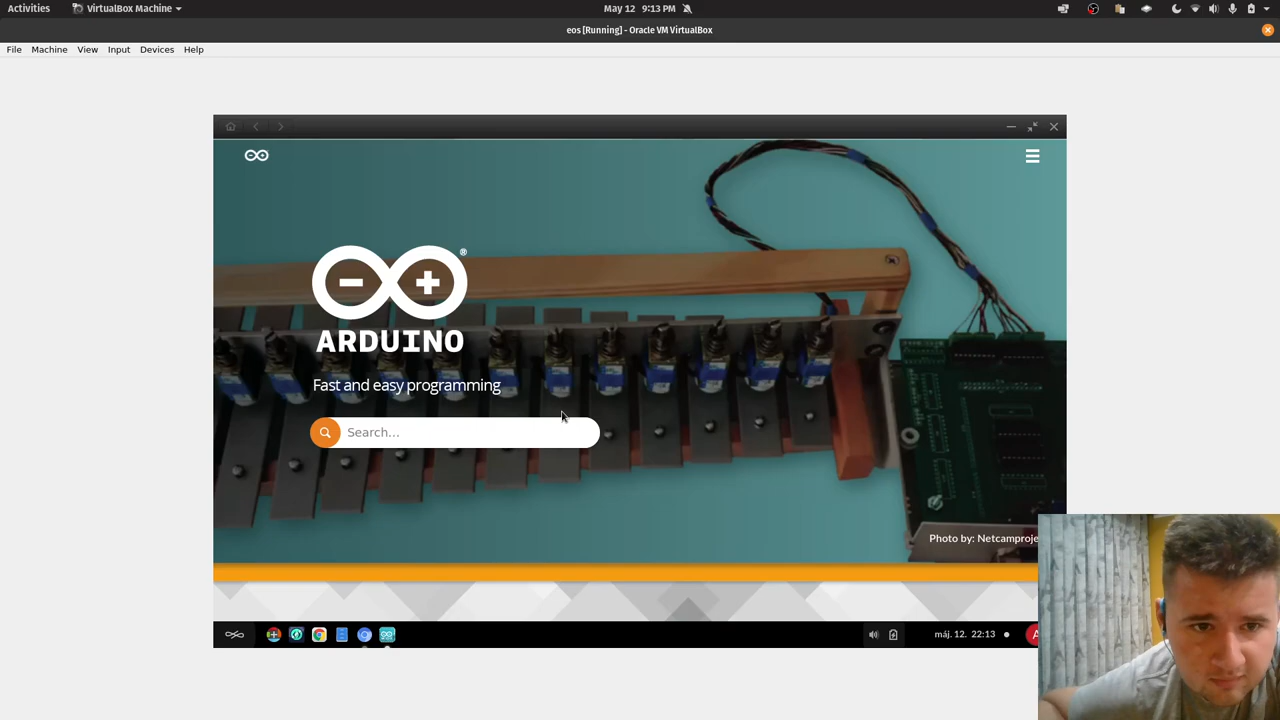 Activities
VirtualBox Machine
May 12 9:13 PM
eos [Running] - Oracle VM VirtualBox
File Machine View Input Devices Help
®
ARDUINO
Fast and easy programming
Search...
Photo by: Netcamproje
máj. 12. 22:13
A